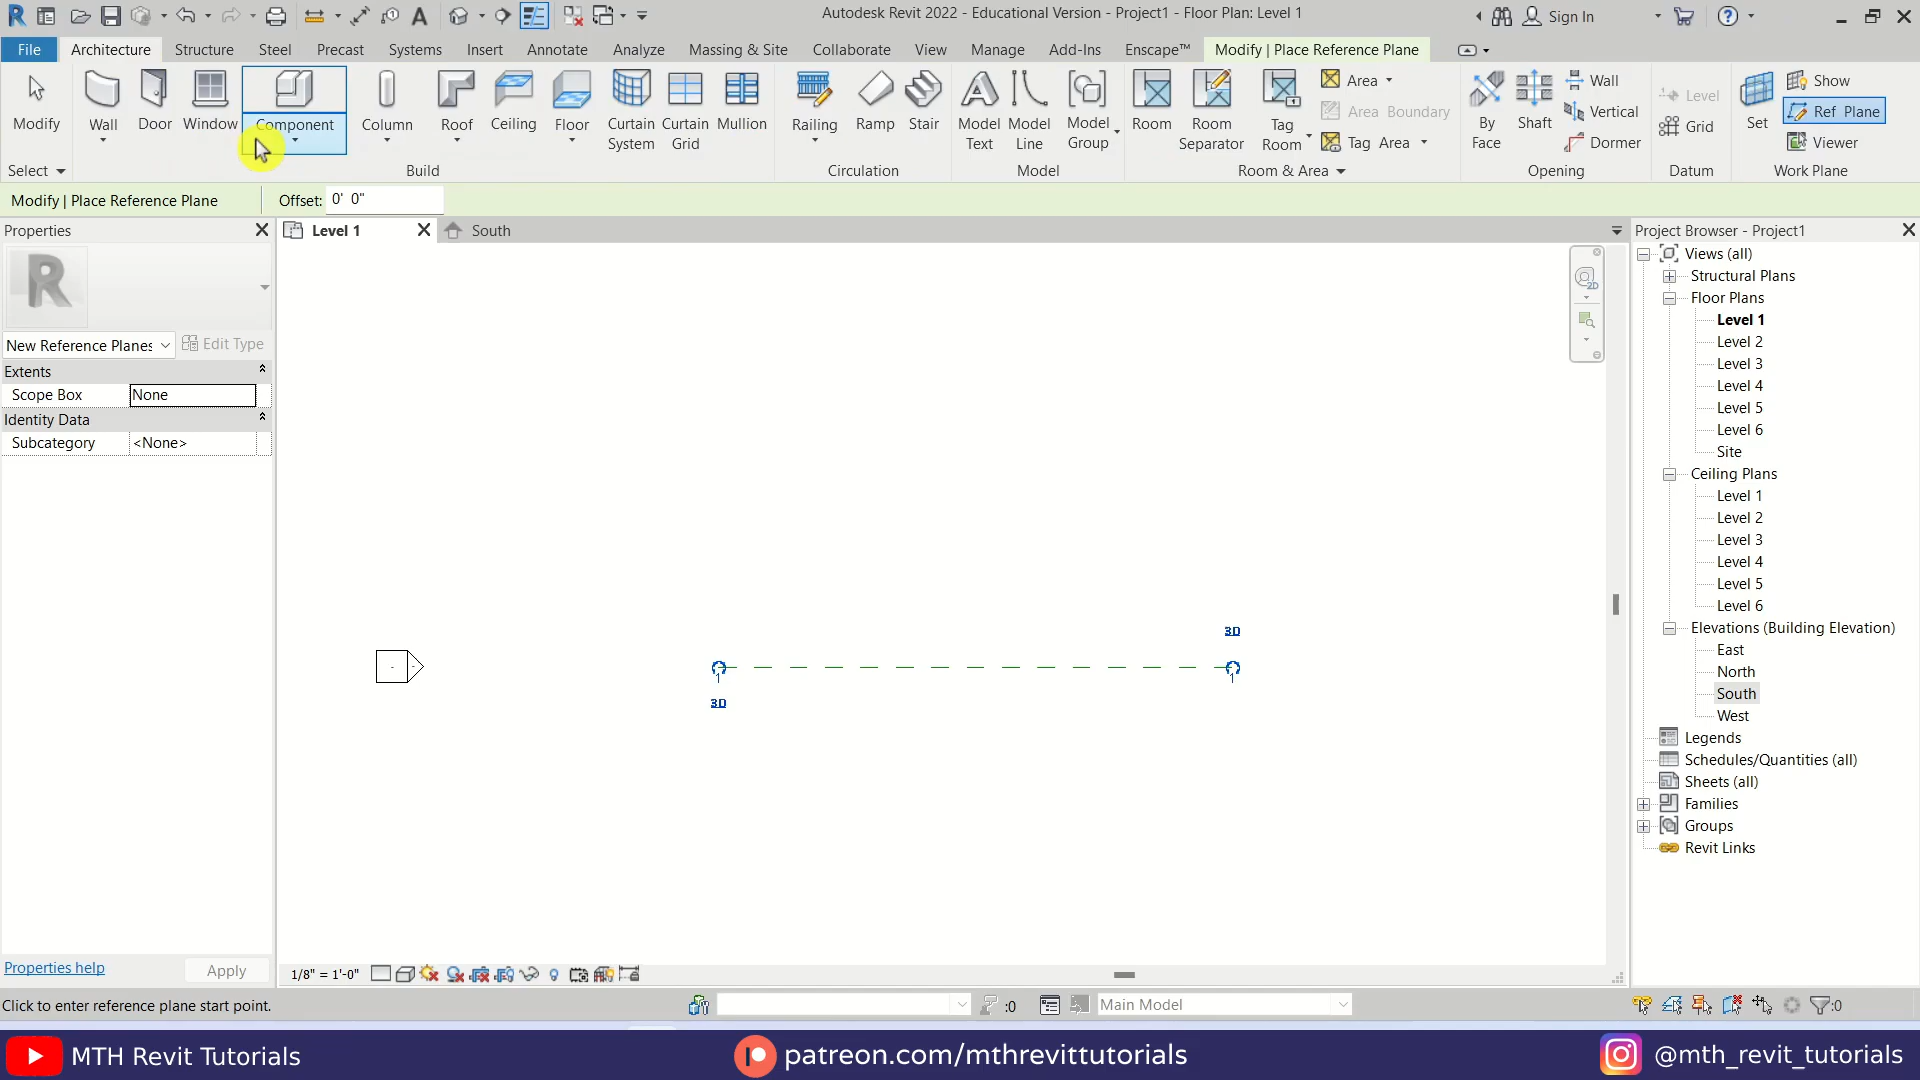 Autodesk Revit 2022 - Educational Version - Project1 - Floor Plan: Level 1
Sign In
File Architecture Structure Steel Precast Systems Insert Annotate Analyze Massing & Site Collaborate View Manage Add-Ins Enscape™ Modify | Place Reference Plane
Modify Wall Door Window Component Column Roof Ceiling Floor Curtain System Curtain Grid Mullion Railing Ramp Stair Model Text Model Line Model Group Room Room Separator Tag Room
Area
Area Boundary
Tag Area
By Face Shaft
Wall
Vertical
Dormer
Level
Grid
Set
Show
Ref Plane
Viewer
Select Build Circulation Model Room & Area Opening Datum Work Plane
Modify | Place Reference Plane Offset: 0' 0"
Properties
Level 1 South
New Reference Planes Edit Type
Extents
Scope Box None
Identity Data
Subcategory <None>
Properties help Apply
2D
3D
3D
Project Browser - Project1
Views (all)
Structural Plans
Floor Plans
Level 1
Level 2
Level 3
Level 4
Level 5
Level 6
Site
Ceiling Plans
Level 1
Level 2
Level 3
Level 4
Level 5
Level 6
Elevations (Building Elevation)
East
North
South
West
Legends
Schedules/Quantities (all)
Sheets (all)
Families
Groups
Revit Links
1/8" = 1'-0"
Click to enter reference plane start point. :0 Main Model :0
MTH Revit Tutorials patreon.com/mthrevittutorials @mth_revit_tutorials